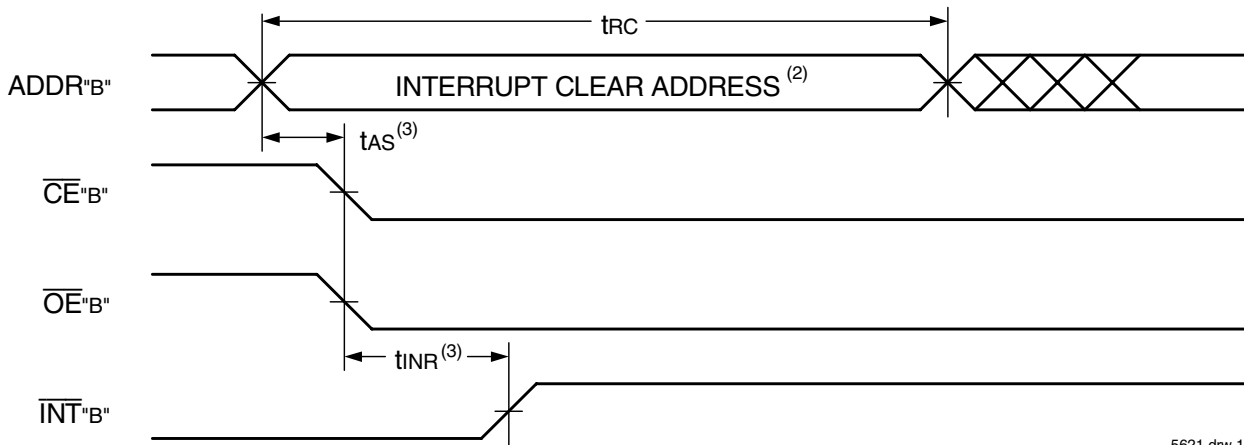 tRC
ADDR"B"
INTERRUPT CLEAR ADDRESS (2)
tAS(3)
CE"B"
OE"B"
tINR(3)
INT"B"